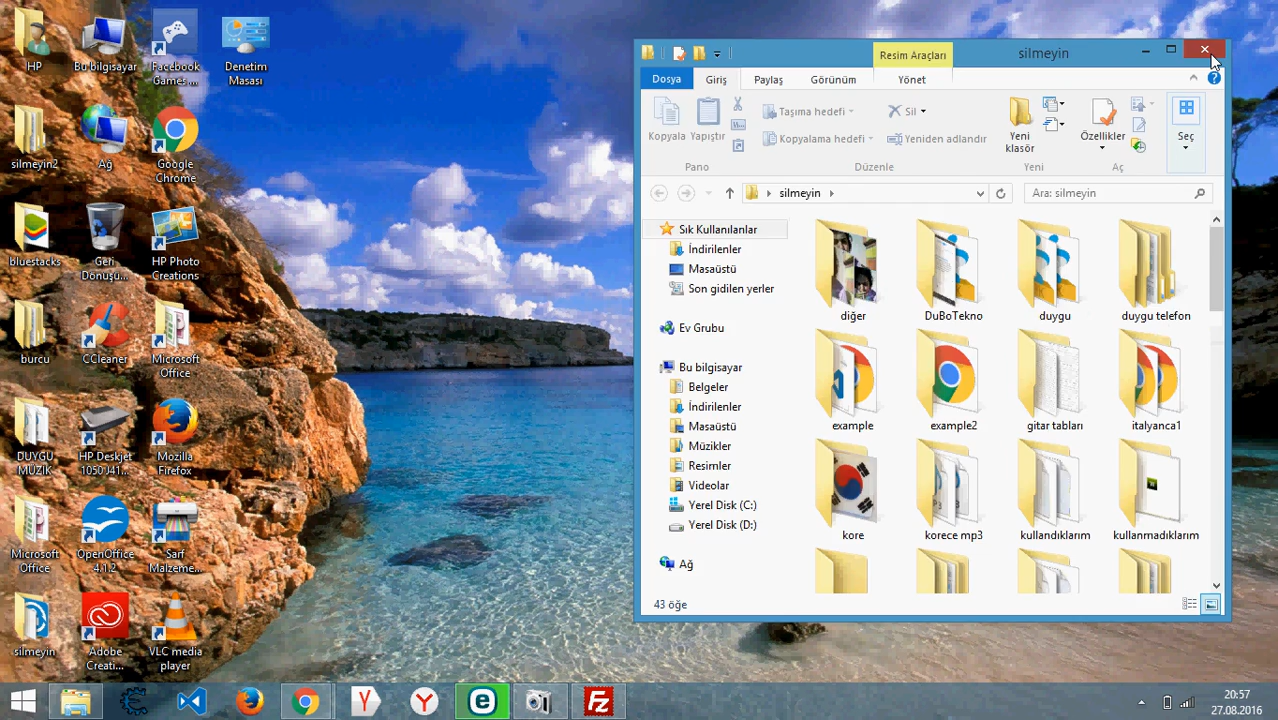 HP
Bu bilgisayar
Facebook
Games ...
Denetim
Masası
silmeyin2
Ağ
Google
Chrome
bluestacks
Geri
Dönüşü...
HP Photo
Creations
burcu
CCleaner
Microsoft
Office
DUYGU
MÜZİK
HP Deskjet
1050 J41...
Mozilla
Firefox
Microsoft
Office
OpenOffice
4.1.2
Sarf
Malzeme...
silmeyin
Adobe
Creati...
VLC media
player
Resim Araçları
silmeyin
Dosya
Giriş
Paylaş
Görünüm
Yönet
Kopyala
Yapıştır
Taşıma hedefi
Kopyalama hedefi
Sil
Yeniden adlandır
Yeni
klasör
Özellikler
Seç
Pano
Düzenle
Yeni
Aç
silmeyin
Ara: silmeyin
Sık Kullanılanlar
İndirilenler
Masaüstü
Son gidilen yerler
Ev Grubu
Bu bilgisayar
Belgeler
İndirilenler
Masaüstü
Müzikler
Resimler
Videolar
Yerel Disk (C:)
Yerel Disk (D:)
Ağ
diğer
DuBoTekno
duygu
duygu telefon
example
example2
gitar tabları
italyanca1
kore
korece mp3
kullandıklarım
kullanmadıklarım
43 öğe
20:57
27.08.2016